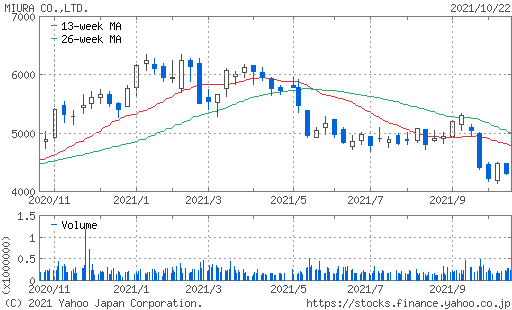 MIURA CO.,LTD. 2021/10/22
7000
13-week MA
26-week MA
6000
5000
4000
2020/11 2021/1 2021/3 2021/5 2021/7 2021/9
1.5
Volume
1
0.5
0
(x1000000)
2020/11 2021/1 2021/3 2021/5 2021/7 2021/9
(C) 2021 Yahoo Japan Corporation. https://stocks.finance.yahoo.co.jp/